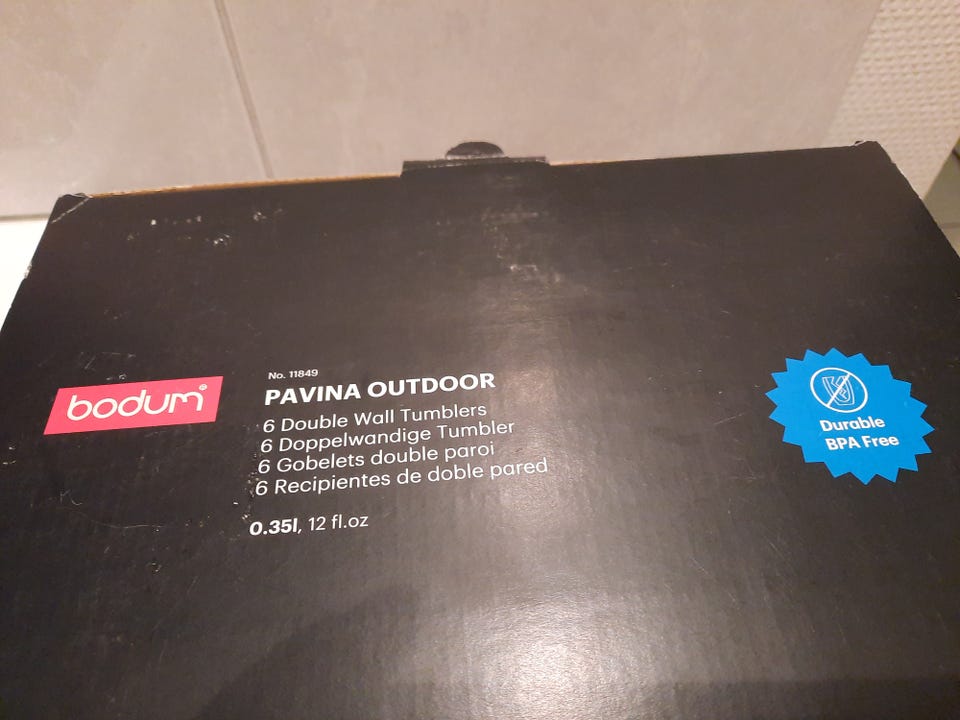 bodum®
No. 11849
PAVINA OUTDOOR
6 Double Wall Tumblers
6 Doppelwandige Tumbler
6 Gobelets double paroi
6 Recipientes de doble pared
0.35l, 12 fl.oz
Durable
BPA Free